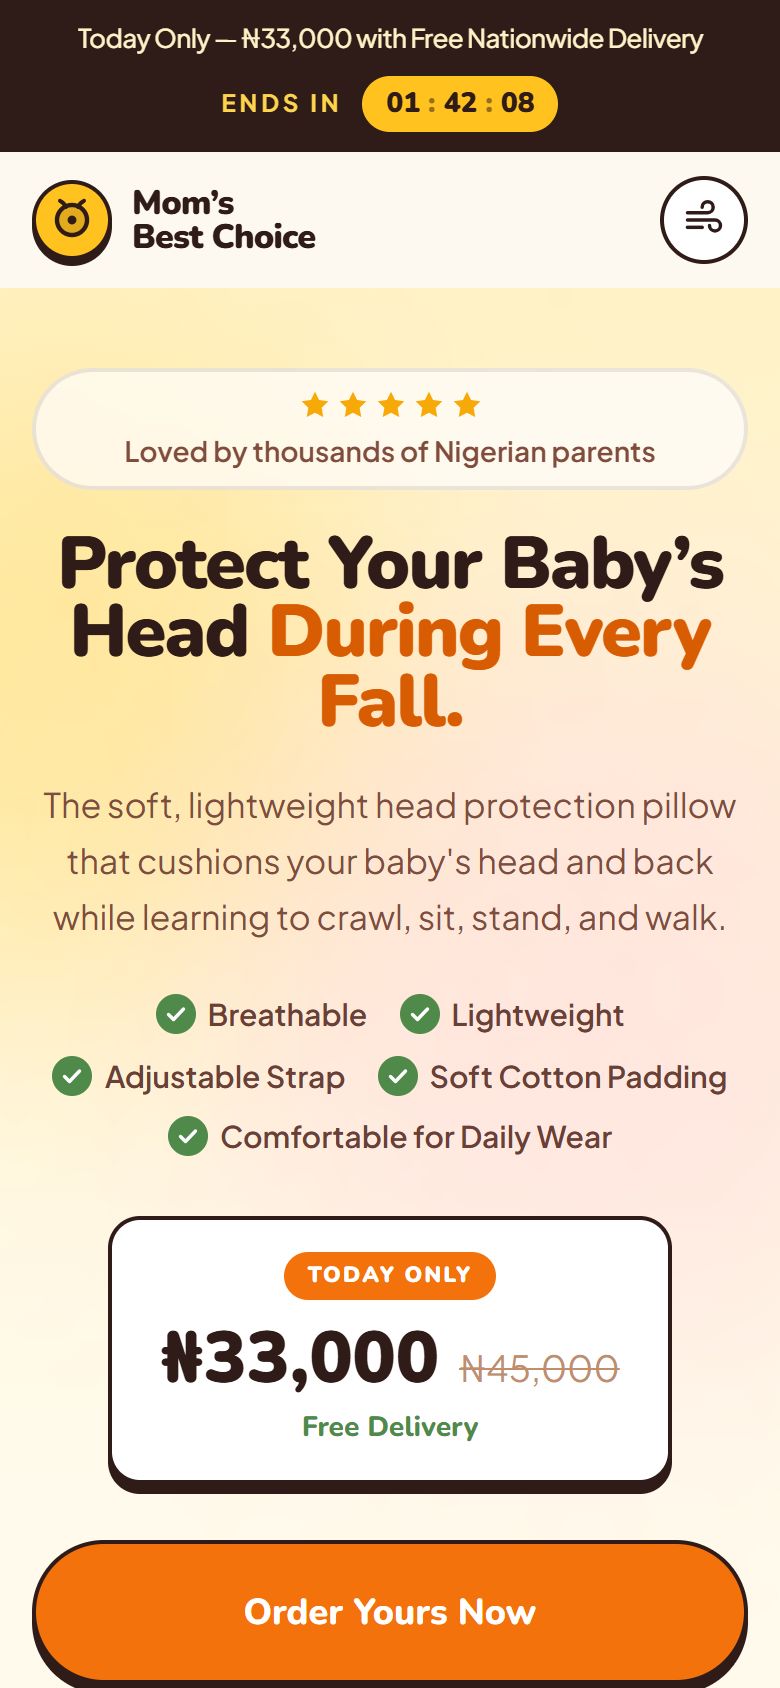 Today Only — ₦33,000 with Free Nationwide Delivery
ENDS IN 01 : 42 : 08
Mom’s
Best Choice
Loved by thousands of Nigerian parents
Protect Your Baby’s
Head During Every
Fall.
The soft, lightweight head protection pillow
that cushions your baby's head and back
while learning to crawl, sit, stand, and walk.
Breathable Lightweight
Adjustable Strap Soft Cotton Padding
Comfortable for Daily Wear
TODAY ONLY
₦33,000 ₦45,000
Free Delivery
Order Yours Now